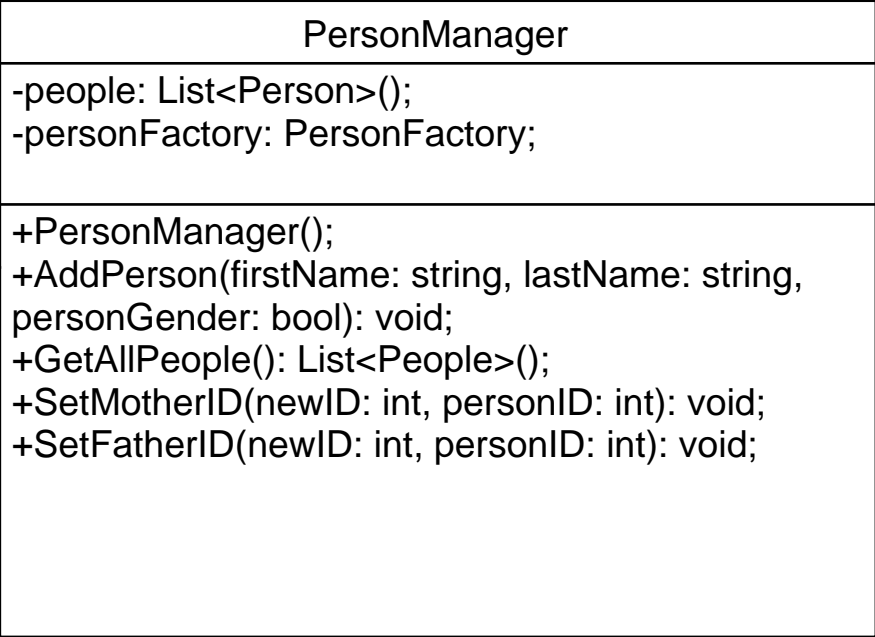 PersonManager
-people: List<Person>();
-personFactory: PersonFactory;
+PersonManager();
+AddPerson(firstName: string, lastName: string,
personGender: bool): void;
+GetAllPeople(): List<People>();
+SetMotherID(newID: int, personID: int): void;
+SetFatherID(newID: int, personID: int): void;